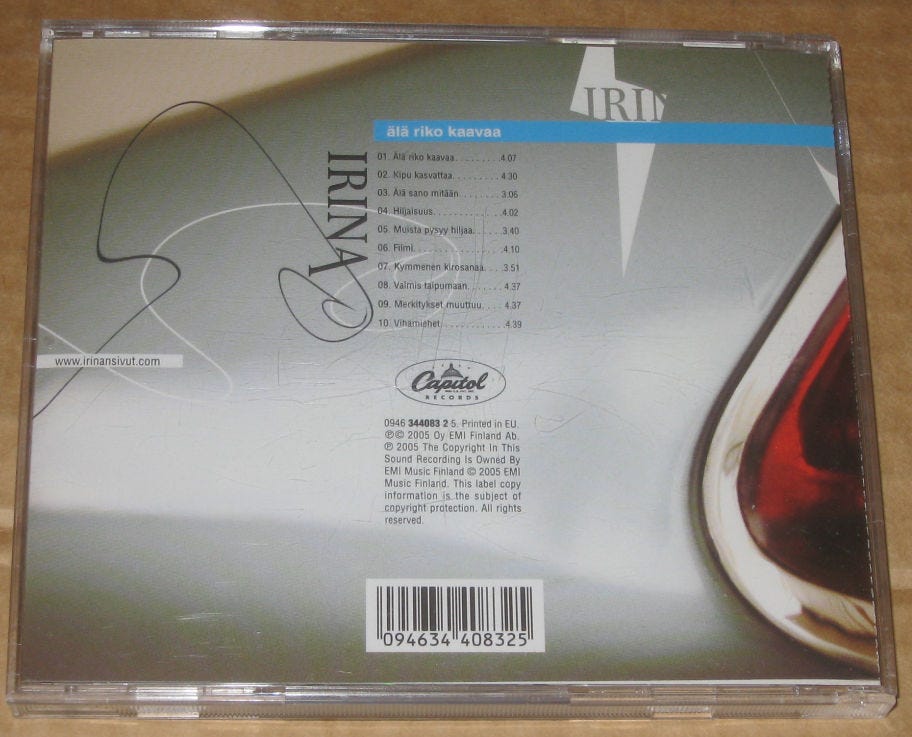 IRIN
älä riko kaavaa
IRINA
01. Älä riko kaavaa..........4.07
02. Kipu kasvattaa..........4.30
03. Älä sano mitään.........3:06
04. Hiljaisuus..............4.02
05. Muista pysyy hiljaa......3.40
06. Filmi..................4.10
07. Kymmenen kirosanaa....3.51
08. Valmis taipumaan........4.37
09. Merkitykset muuttuu.....4.37
10. Vihamiehet.............4.39
www.irinansivut.com
Capitol
RECORDS
0946 344083 2 5. Printed in EU.
℗© 2005 Oy EMI Finland Ab.
℗ 2005 The Copyright In This
Sound Recording Is Owned By
EMI Music Finland © 2005 EMI
Music Finland. This label copy
information is the subject of
copyright protection. All rights
reserved.
094634 408325